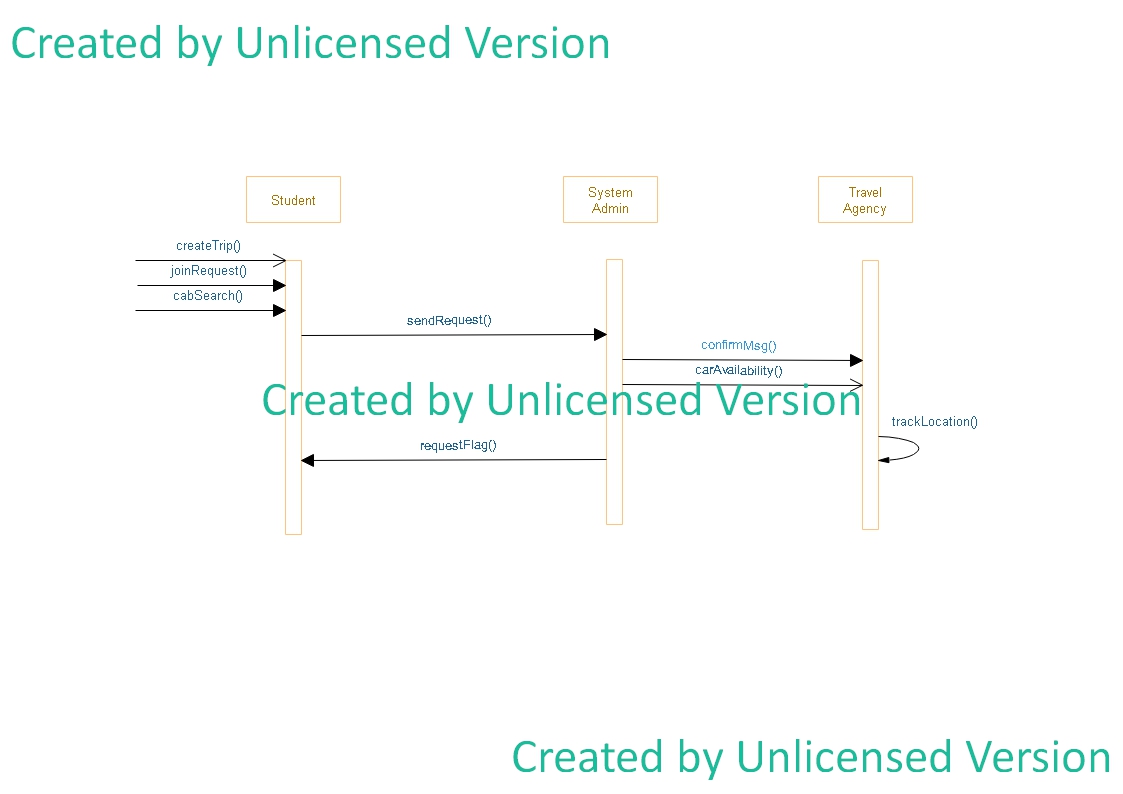 Created by Unlicensed Version
Student
System
Admin
Travel
Agency
createTrip()
joinRequest()
cabSearch()
sendRequest()
confirmMsg()
carAvailability()
Created by Unlicensed Version
trackLocation()
requestFlag()
Created by Unlicensed Version